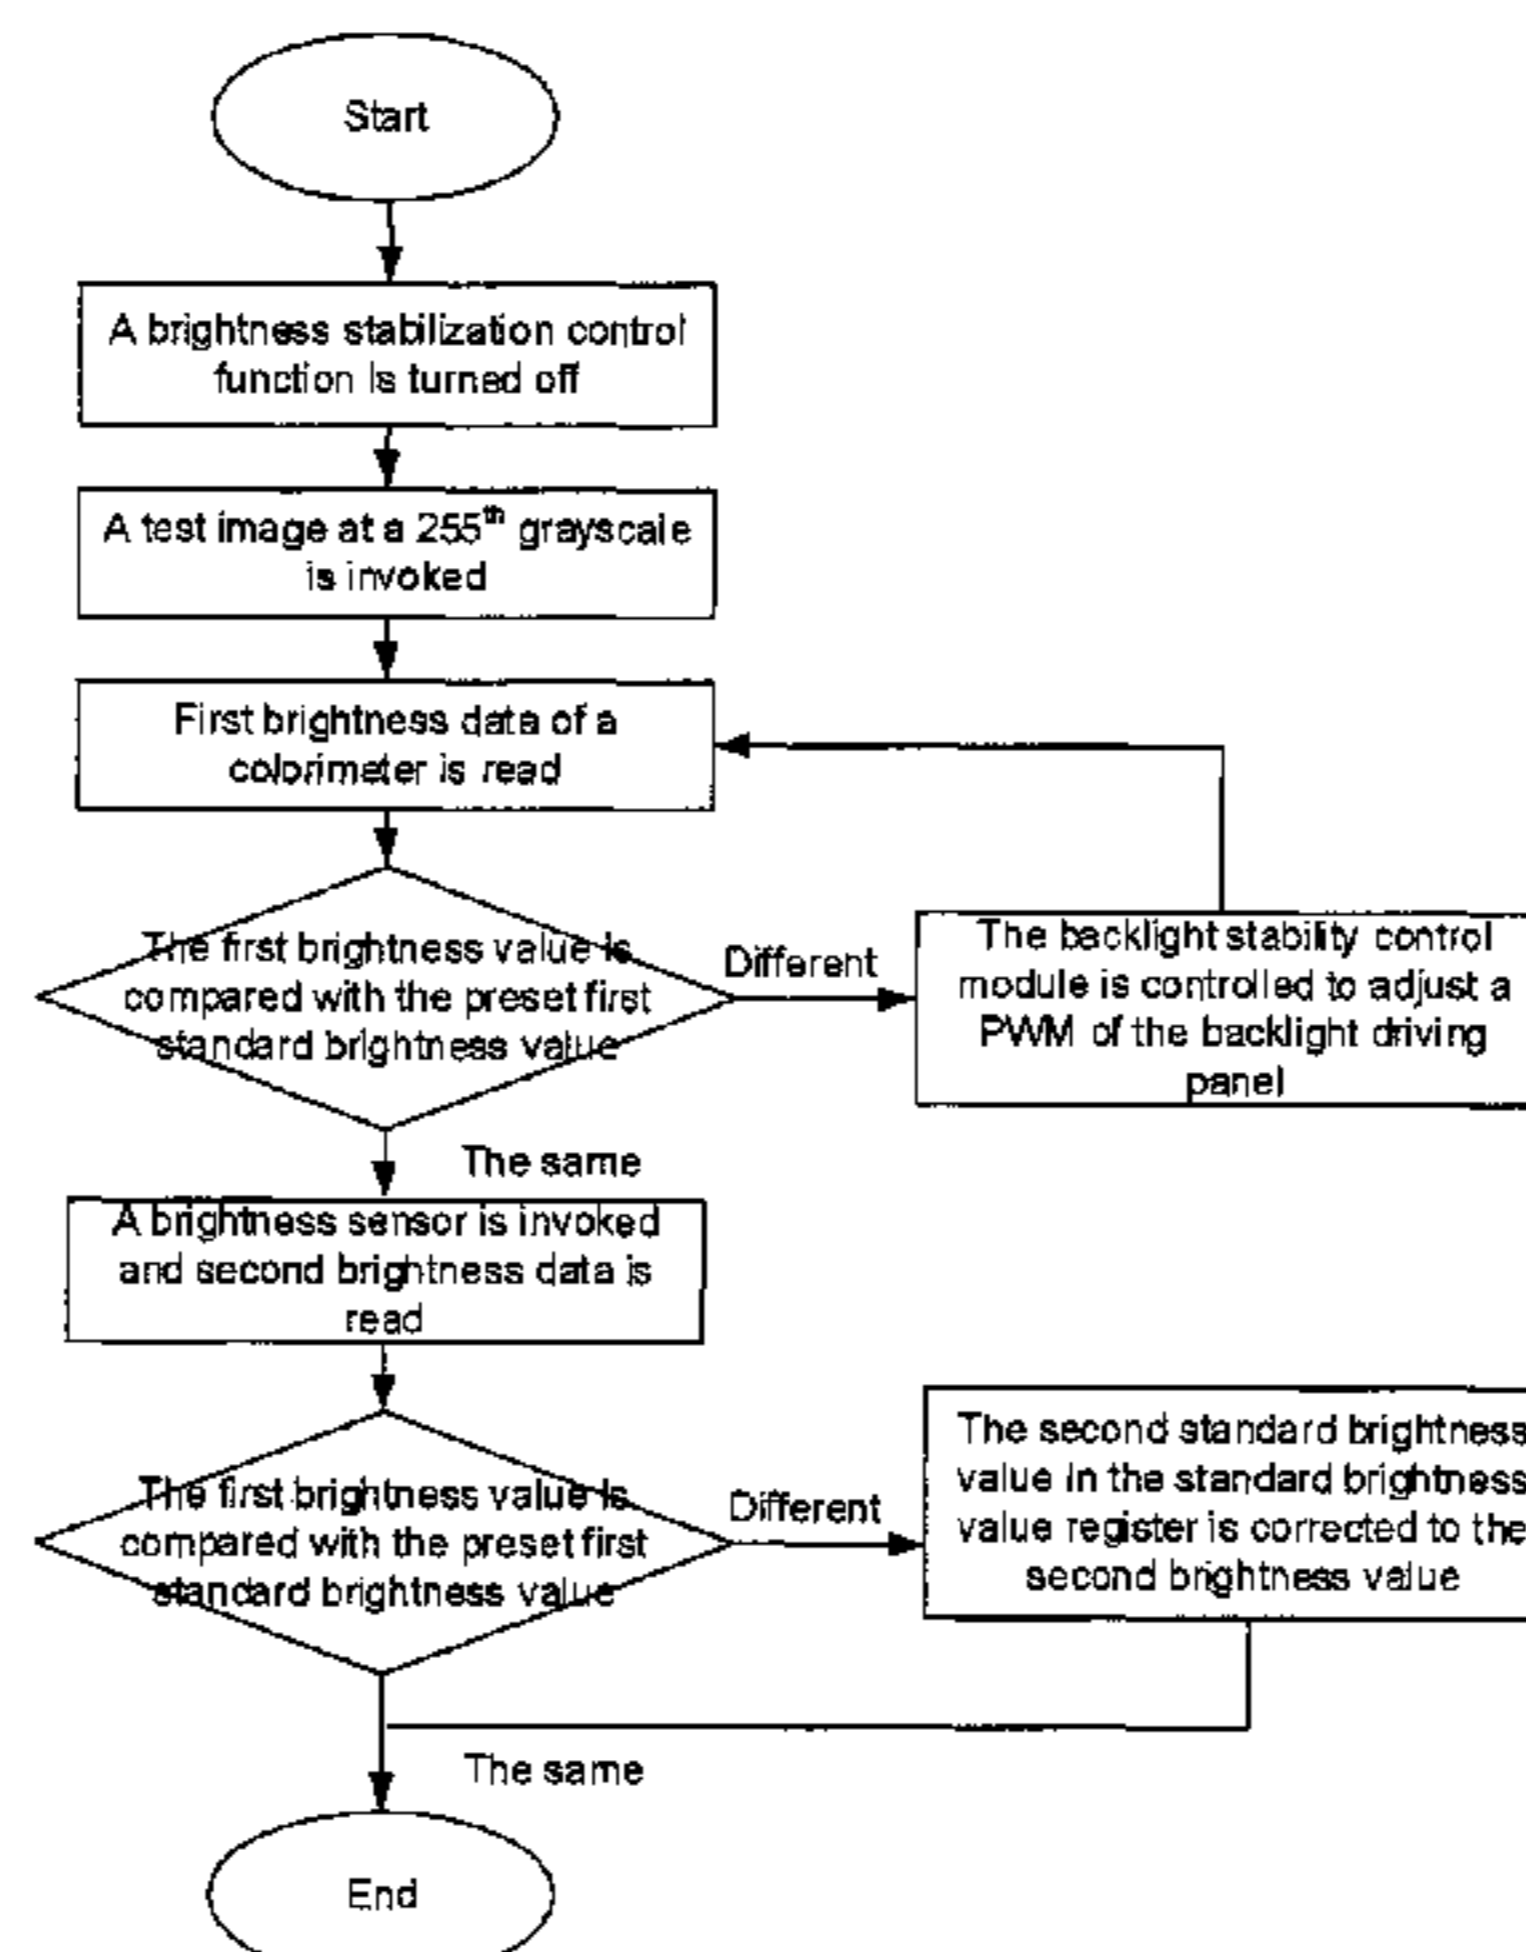 Start
A brightness stabilization control
function is turned off
A test image at a 255th grayscale
is invoked
First brightness data of a
colorimeter is read
The first brightness value is
compared with the preset first
standard brightness value
Different
The backlight stability control
module is controlled to adjust a
PWM of the backlight driving
panel
The same
A brightness sensor is invoked
and second brightness data is
read
The first brightness value is
compared with the preset first
standard brightness value
Different
The second standard brightness
value in the standard brightness
value register is corrected to the
second brightness value
The same
End